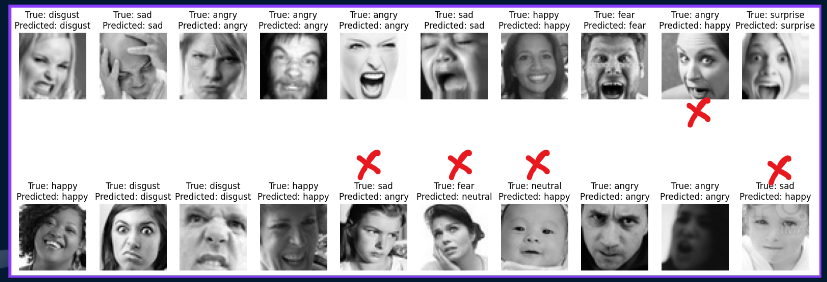 True: disgust True: sad True: angry True: angry True: angry True: sad True: happy True: fear True: angry True: surprise
Predicted: disgust Predicted: sad Predicted: angry Predicted: angry Predicted: angry Predicted: sad Predicted: happy Predicted: fear Predicted: happy Predicted: surprise
True: happy True: disgust True: disgust True: happy True: sad True: fear True: neutral True: angry True: angry True: sad
Predicted: happy Predicted: disgust Predicted: disgust Predicted: happy Predicted: angry Predicted: neutral Predicted: happy Predicted: angry Predicted: angry Predicted: happy